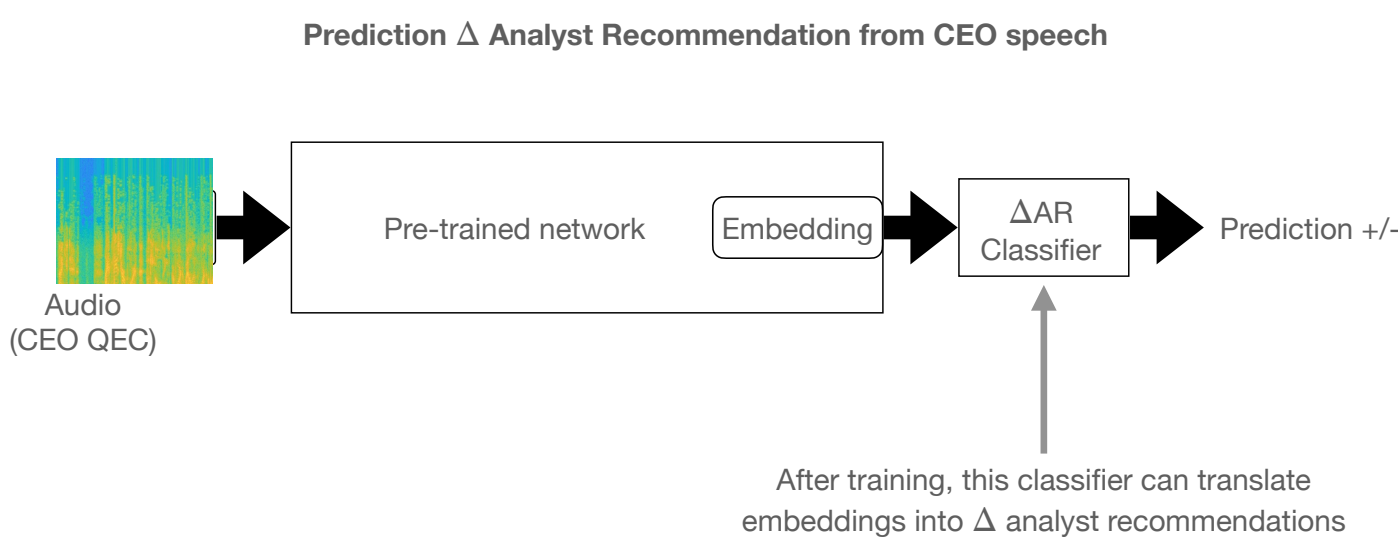 Prediction Δ Analyst Recommendation from CEO speech
Pre-trained network
Embedding
ΔAR
Classifier
Prediction +/-
Audio
(CEO QEC)
After training, this classifier can translate
embeddings into Δ analyst recommendations